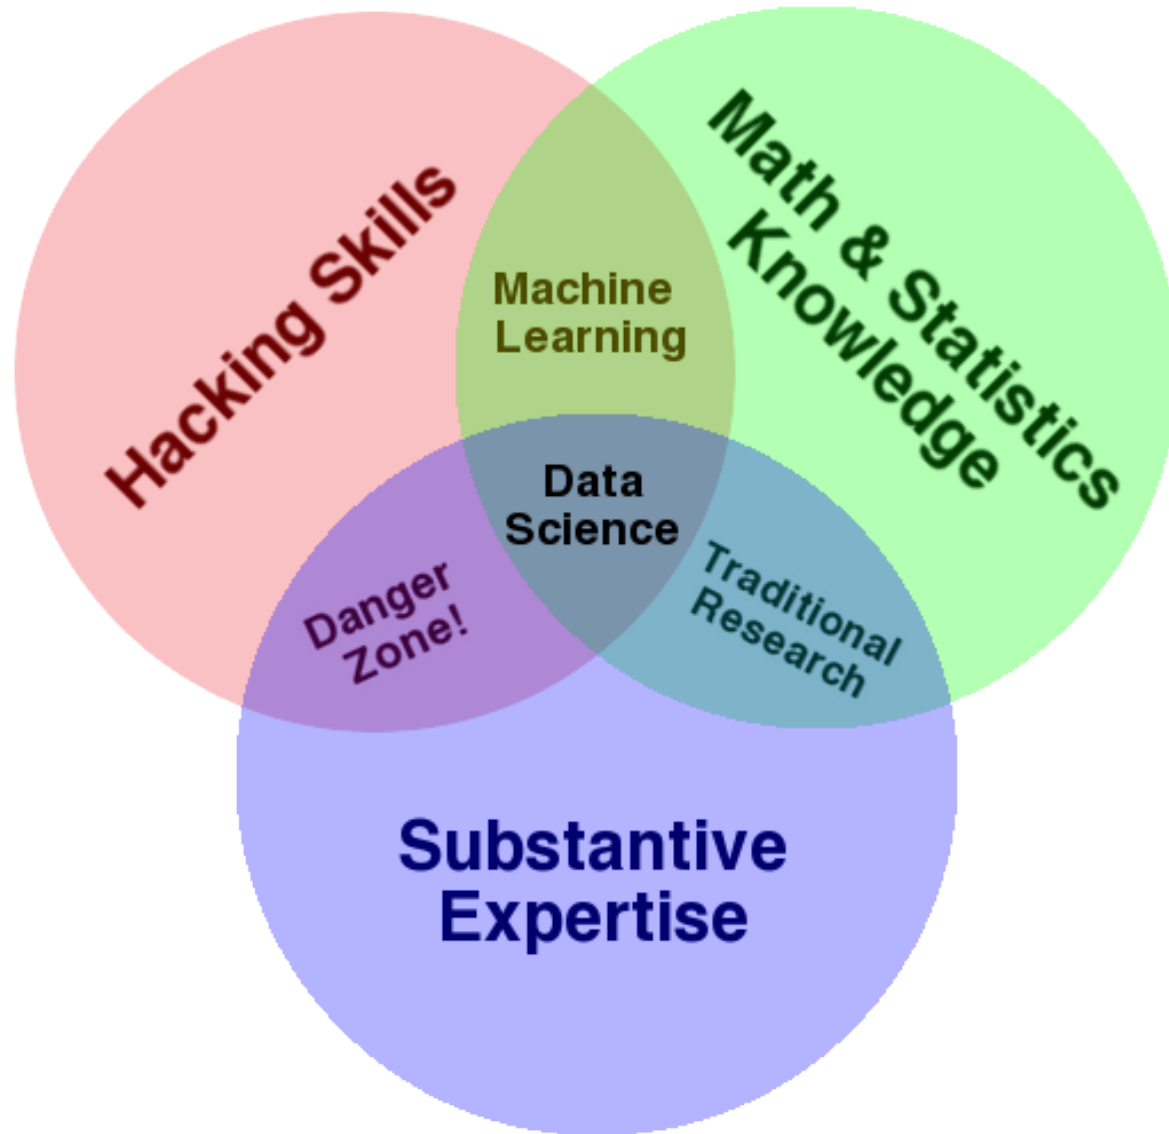 Hacking Skills
Math & Statistics
Knowledge
Machine
Learning
Data
Science
Danger
Zone!
Traditional
Research
Substantive
Expertise